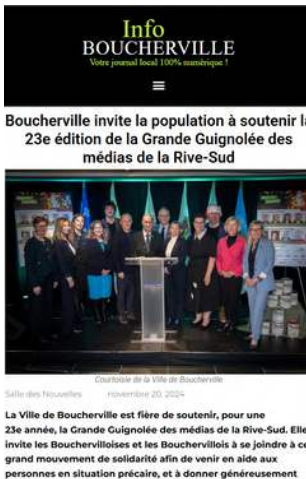 Info
BOUCHERVILLE
Votre journal local 100% numérique !
Boucherville invite la population à soutenir la
23e édition de la Grande Guignolée des
médias de la Rive-Sud
Courtoisie de la Ville de Boucherville
Salle des Nouvelles novembre 20, 2024
La Ville de Boucherville est fière de soutenir, pour une
23e année, la Grande Guignolée des médias de la Rive-Sud. Elle
invite les Bouchervilloises et les Bouchervillois à se joindre à ce
grand mouvement de solidarité afin de venir en aide aux
personnes en situation précaire, et à donner généreusement